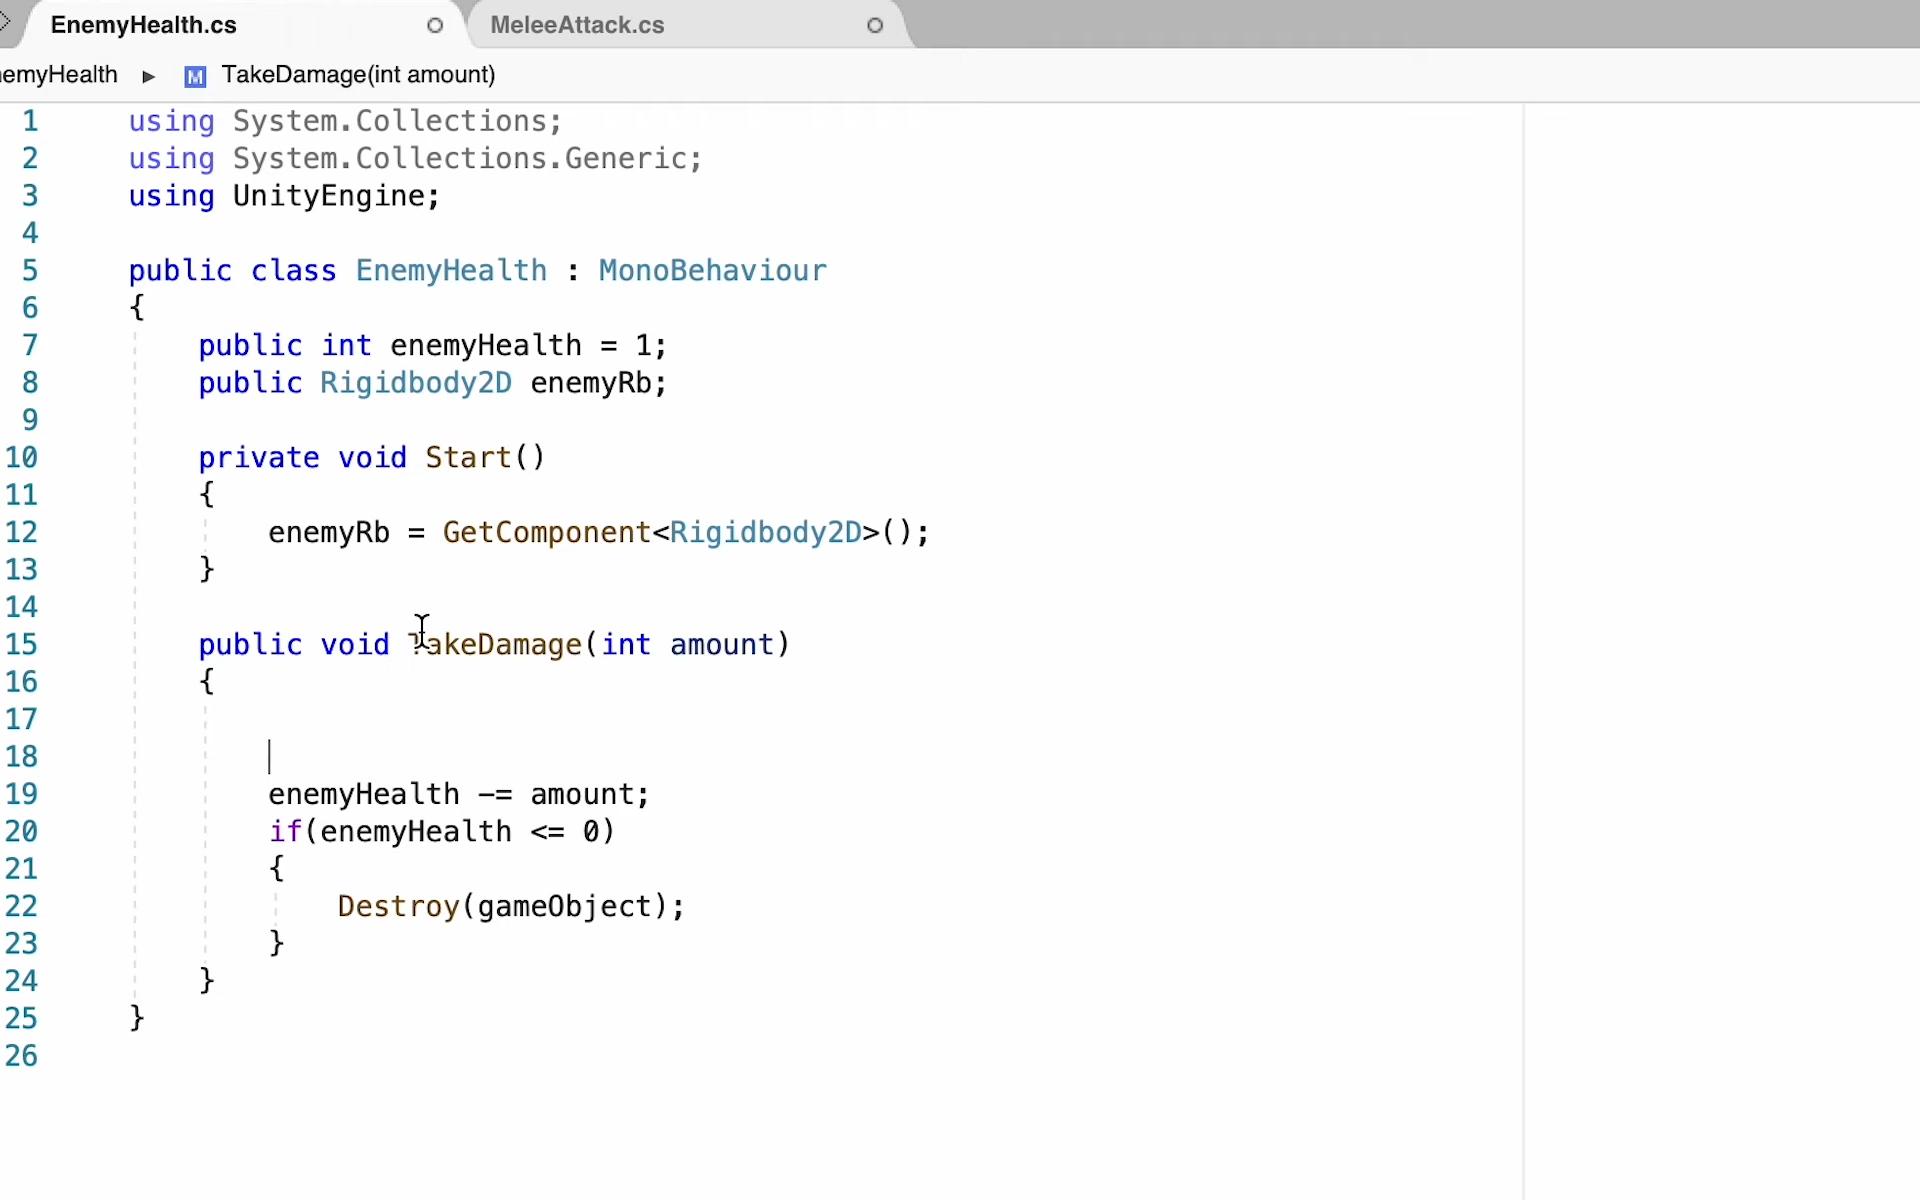 EnemyHealth.cs
MeleeAttack.cs
emyHealth ▸ M TakeDamage(int amount)
1 using System.Collections;
2 using System.Collections.Generic;
3 using UnityEngine;
4
5 public class EnemyHealth : MonoBehaviour
6 {
7 public int enemyHealth = 1;
8 public Rigidbody2D enemyRb;
9
10 private void Start()
11 {
12 enemyRb = GetComponent<Rigidbody2D>();
13 }
14
15 public void TakeDamage(int amount)
16 {
17
18
19 enemyHealth -= amount;
20 if(enemyHealth <= 0)
21 {
22 Destroy(gameObject);
23 }
24 }
25 }
26